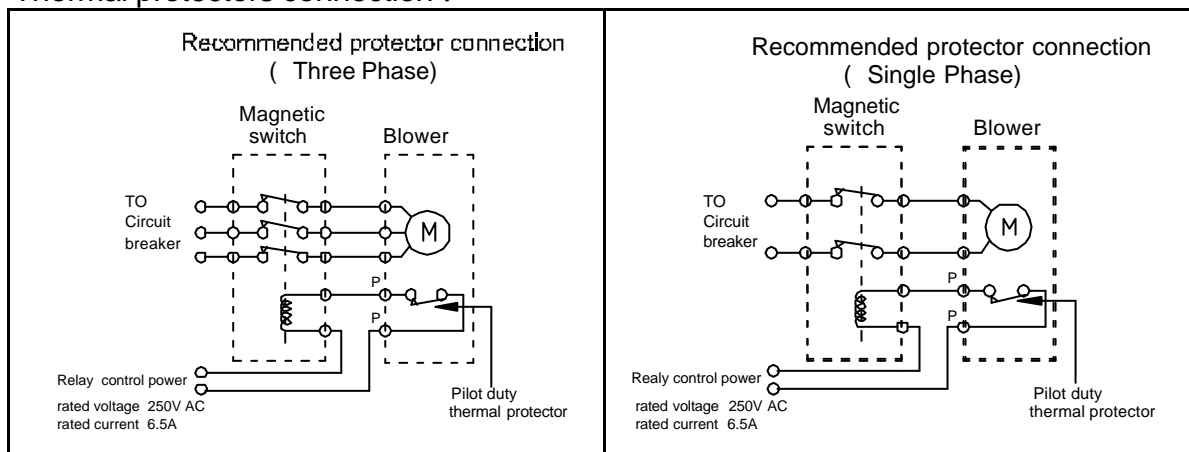 Thermal protectors connection :
Recommended protector connection
( Three Phase)
Magnetic
switch
Blower
TO
Circuit
breaker
M
P
P
Relay control power
rated voltage 250V AC
rated current 6.5A
Pilot duty
thermal protector
Recommended protector connection
( Single Phase)
Magnetic
switch
Blower
TO
Circuit
breaker
M
P
P
Realy control power
rated voltage 250V AC
rated current 6.5A
Pilot duty
thermal protector